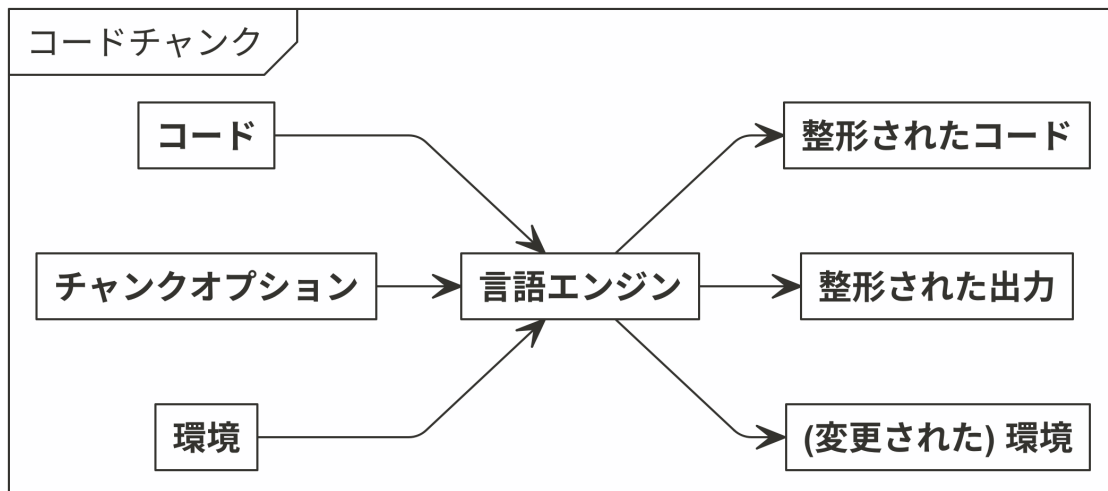 コードチャンク
コード
整形されたコード
チャンクオプション
言語エンジン
整形された出力
環境
(変更された) 環境